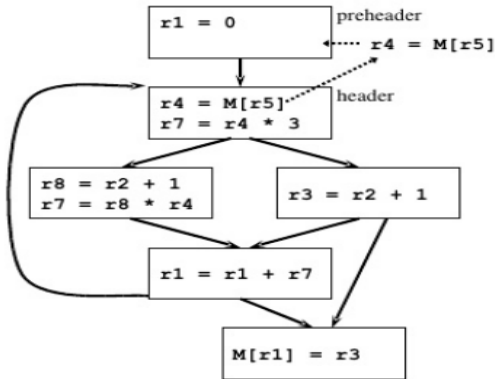 preheader
r1 = 0
r4 = M[r5]
header
r4 = M[r5]
r7 = r4 * 3
r8 = r2 + 1
r7 = r8 * r4
r3 = r2 + 1
r1 = r1 + r7
M[r1] = r3